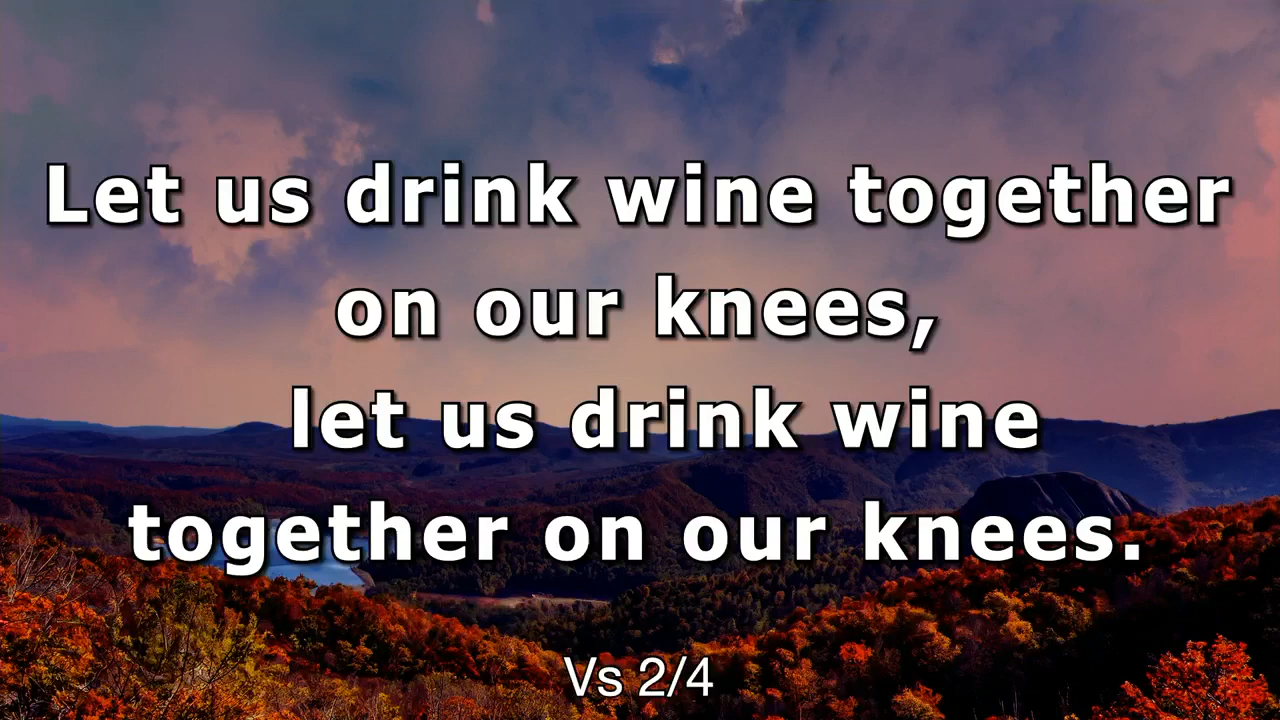 Let us drink wine together
on our knees,
let us drink wine
together on our knees.
Vs 2/4